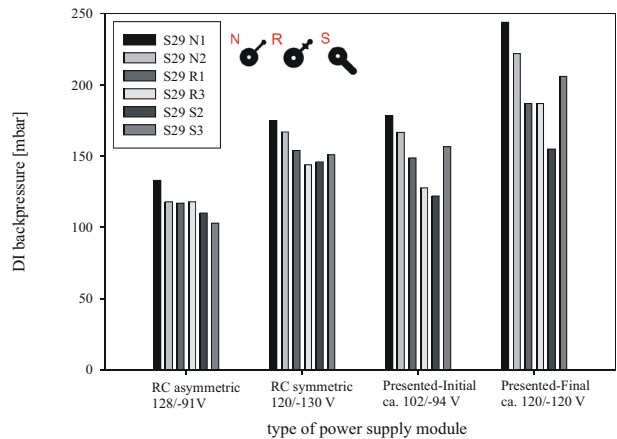 250
200
150
100
50
0
DI backpressure [mbar]
S29 N1
S29 N2
S29 R1
S29 R3
S29 S2
S29 S3
N R S
RC asymmetric
128/-91V
RC symmetric
120/-130 V
Presented-Initial
ca. 102/-94 V
Presented-Final
ca. 120/-120 V
type of power supply module